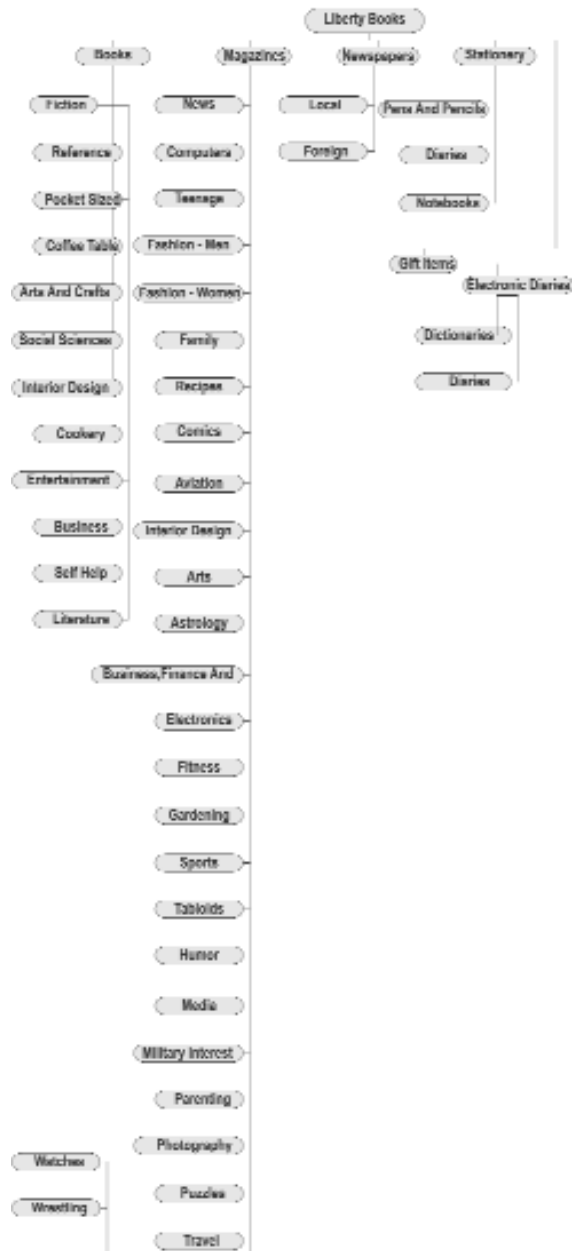 Liberty Books
Books
Magazines
Newspepers
Stationery
Fiction
Reference
Pocket Sized
Coffee Table
Arts And Crafts
Social Sciences
Interior Design
Cookery
Entertainment
Business
Self Help
Literature
News
Computers
Teenage
Fashion - Men
Fashion - Women
Family
Recipes
Comics
Aviation
Interior Design
Arts
Astrology
Business,Finance And
Electronics
Fitness
Gardening
Sports
Tabloids
Humor
Media
Military Interest
Parenting
Photography
Puzzles
Travel
Watches
Wrestling
Local
Foreign
Pens And Pencils
Diaries
Notebooks
Gift Items
Electronic Diaries
Dictionaries
Diaries